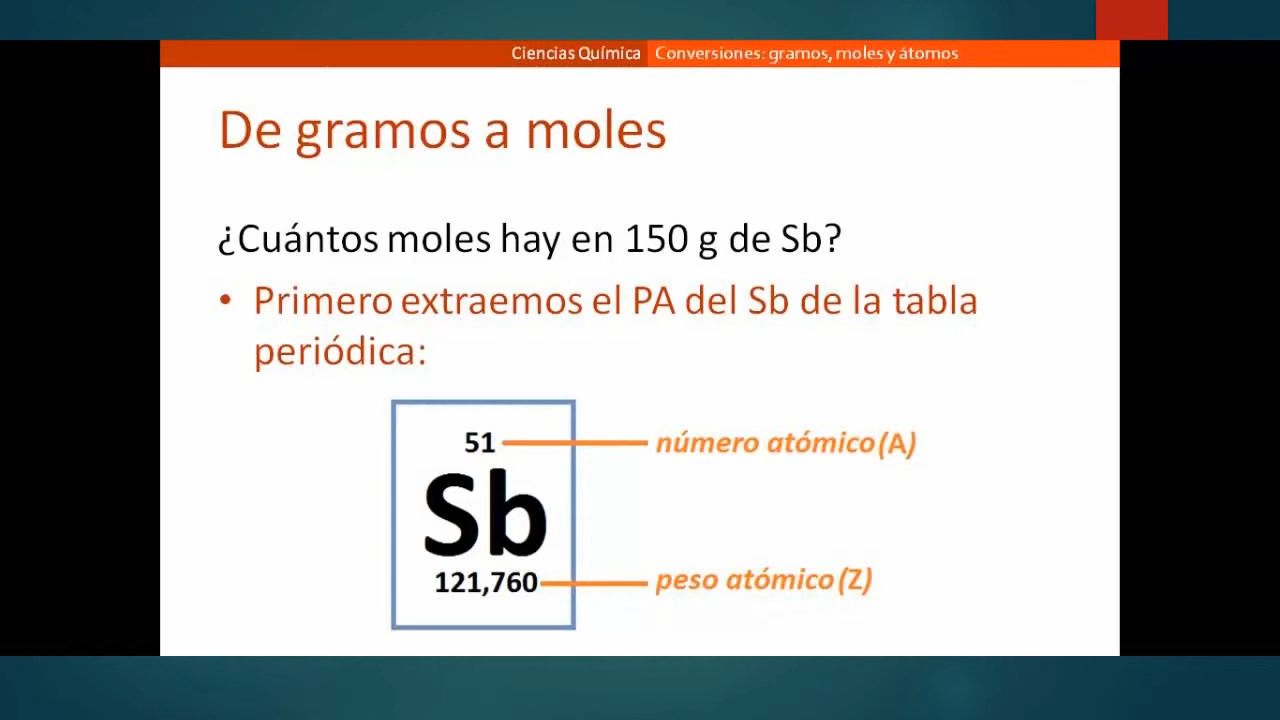 Ciencias Química Conversiones: gramos, moles y átomos
De gramos a moles
¿Cuántos moles hay en 150 g de Sb?
• Primero extraemos el PA del Sb de la tabla
periódica:
51 número atómico (A)
Sb
121,760 peso atómico (Z)